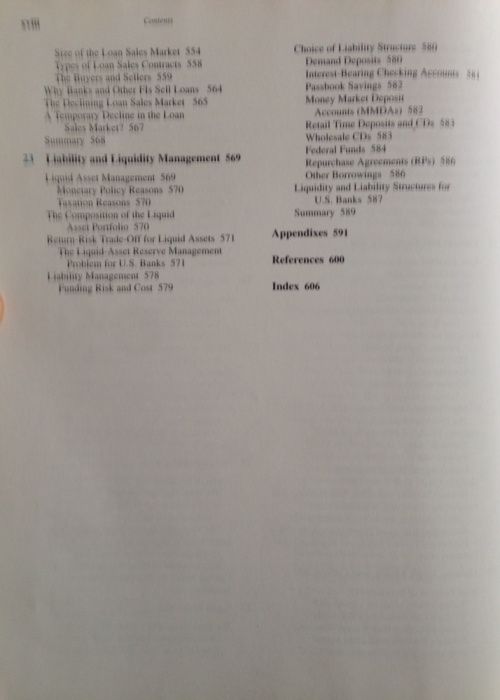 xviii
Contents
Size of the Loan Sales Market 554
Types of Loan Sales Contracts 558
The Buyers and Sellers 559
Why Banks and Other FIs Sell Loans 564
The Declining Loan Sales Market 565
A Temporary Decline in the Loan
Sales Market? 567
Summary 568
23 Liability and Liquidity Management 569
Liquid Asset Management 569
Monetary Policy Reasons 570
Taxation Reasons 570
The Composition of the Liquid
Asset Portfolio 570
Return-Risk Trade-Off for Liquid Assets 571
The Liquid-Asset Reserve Management
Problem for U.S. Banks 571
Liability Management 578
Funding Risk and Cost 579
Choice of Liability Structure 580
Demand Deposits 580
Interest-Bearing Checking Accounts 581
Passbook Savings 582
Money Market Deposit
Accounts (MMDAs) 582
Retail Time Deposits and CDs 583
Wholesale CDs 583
Federal Funds 584
Repurchase Agreements (RPs) 586
Other Borrowings 586
Liquidity and Liability Structures for
U.S. Banks 587
Summary 589
Appendixes 591
References 600
Index 606